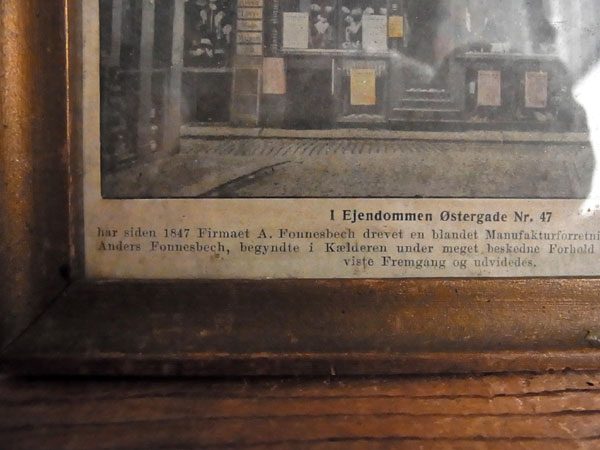 I Ejendommen Østergade Nr. 47
har siden 1847 Firmaet A. Fonnesbech drevet en blandet Manufakturforretni
Anders Fonnesbech, begyndte i Kælderen under meget beskedne Forhold
viste Fremgang og udvidedes.